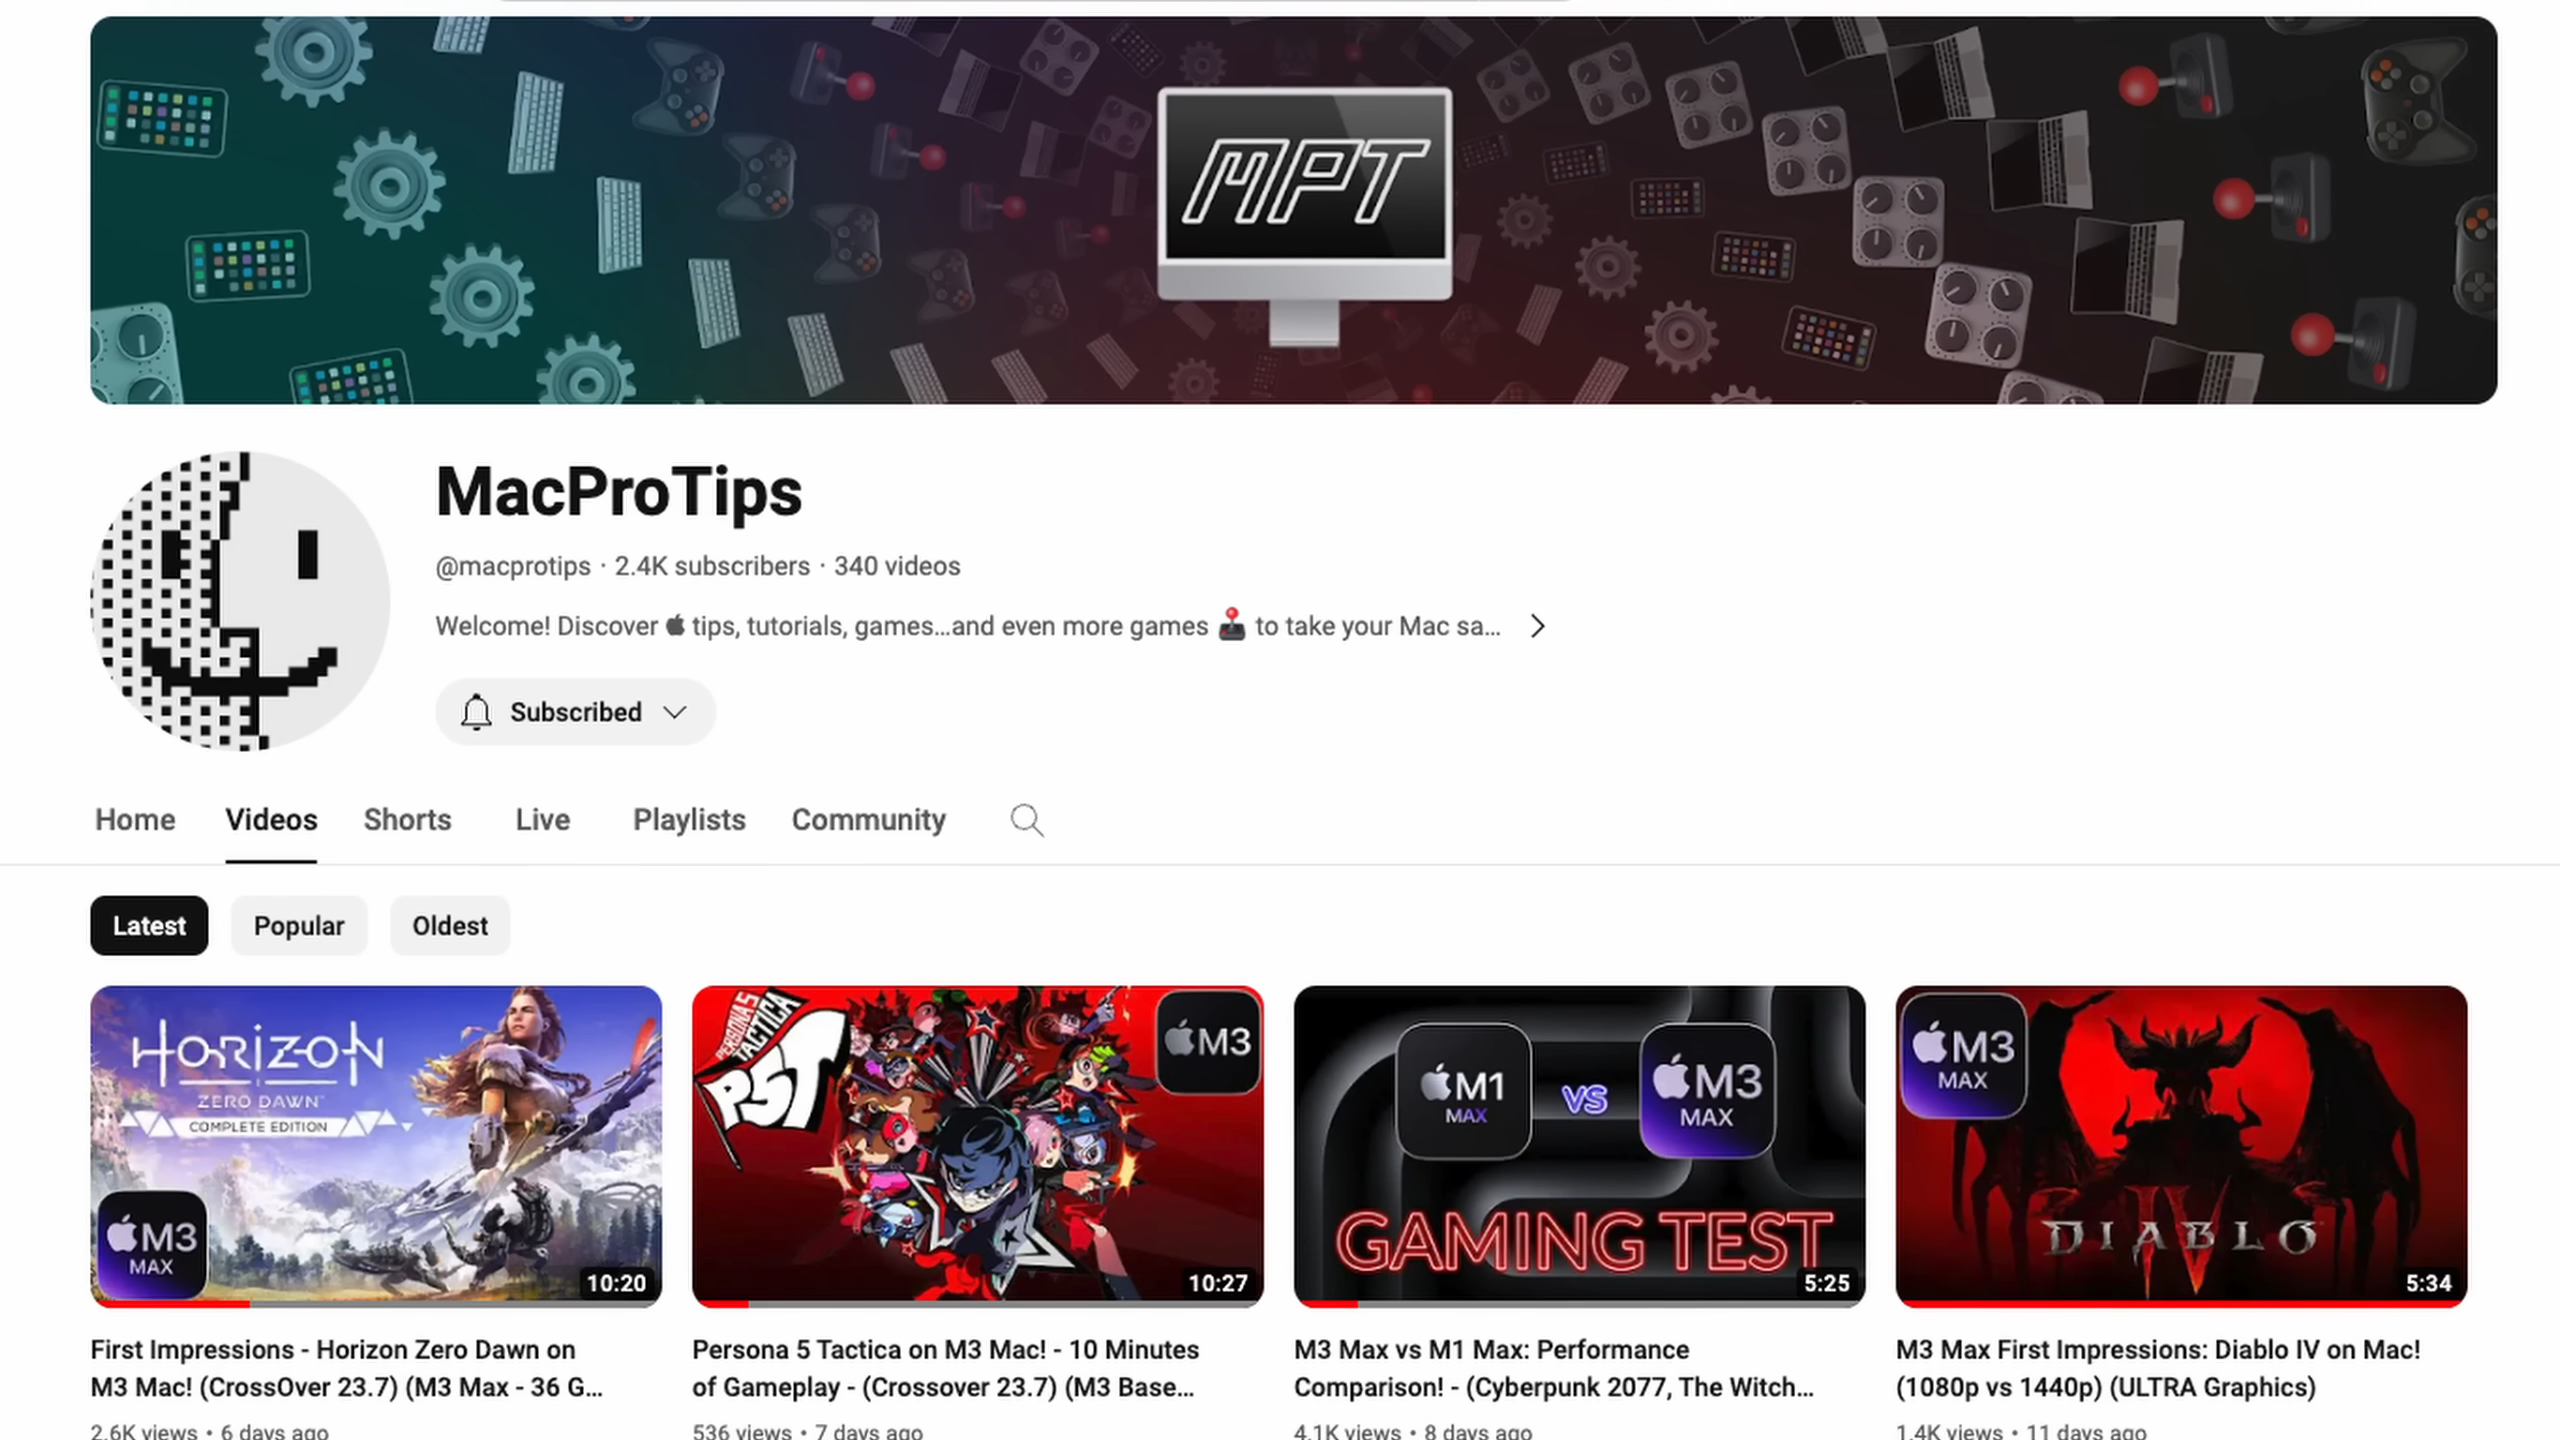 MPT
MacProTips
@macprotips · 2.4K subscribers · 340 videos
Welcome! Discover tips, tutorials, games...and even more games 🕹️ to take your Mac sa...
Subscribed
Home Videos Shorts Live Playlists Community
Latest Popular Oldest
HORIZON
ZERO DAWN™
COMPLETE EDITION
M3
MAX
10:20
PERSONA 5
TACTICA
P5T
M3
10:27
M1
MAX
VS
M3
MAX
GAMING TEST
5:25
M3
MAX
DIABLO
IV
5:34
First Impressions - Horizon Zero Dawn on
M3 Mac! (CrossOver 23.7) (M3 Max - 36 G...
2.6K views • 6 days ago
Persona 5 Tactica on M3 Mac! - 10 Minutes
of Gameplay - (Crossover 23.7) (M3 Base...
536 views • 7 days ago
M3 Max vs M1 Max: Performance
Comparison! - (Cyberpunk 2077, The Witch...
4.1K views • 8 days ago
M3 Max First Impressions: Diablo IV on Mac!
(1080p vs 1440p) (ULTRA Graphics)
1.4K views • 11 days ago